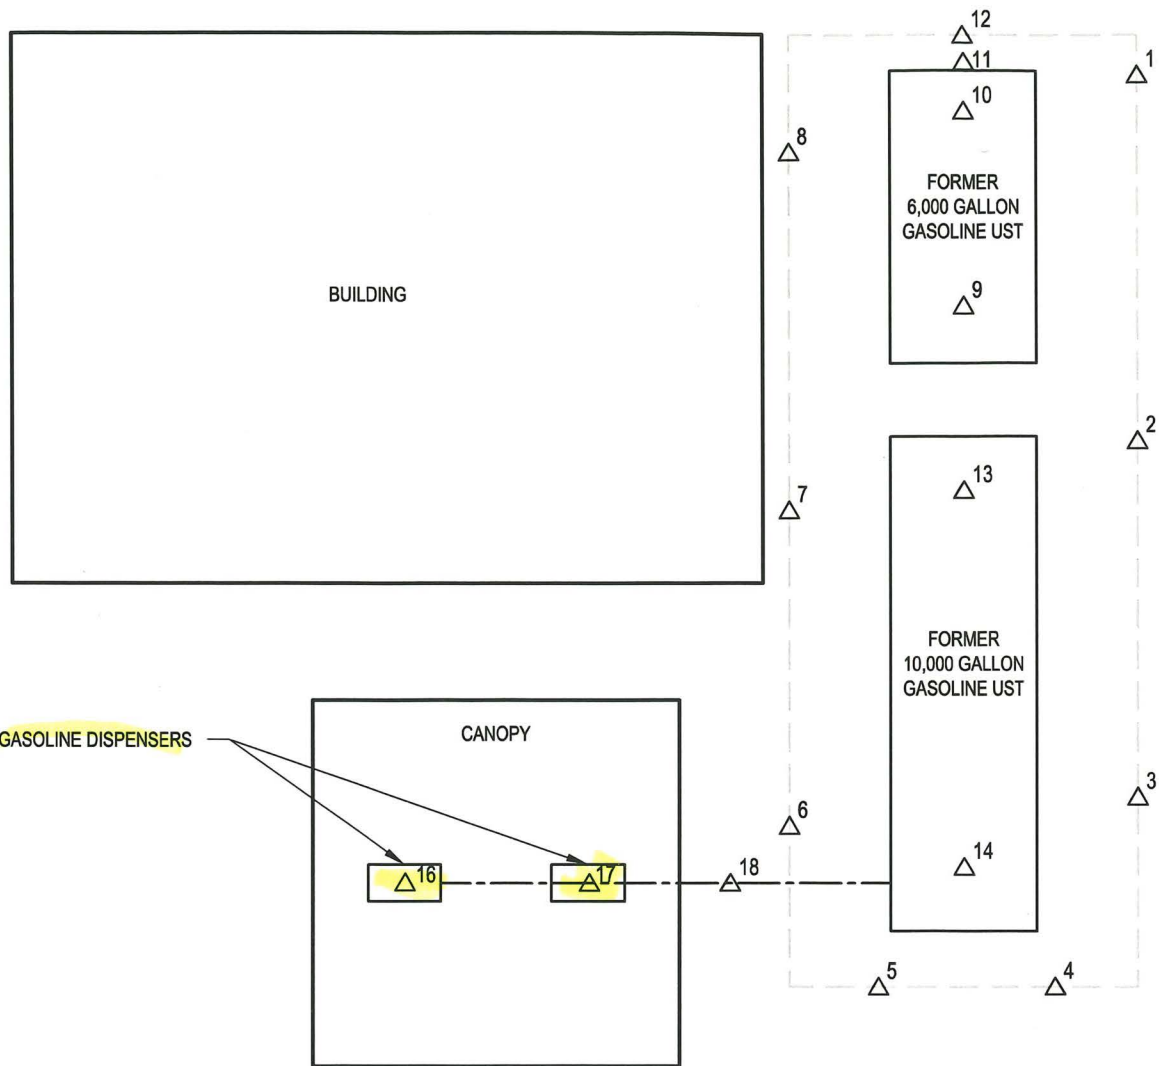 12
1
11
10
8
FORMER
6,000 GALLON
GASOLINE UST
BUILDING
9
2
13
7
FORMER
10,000 GALLON
GASOLINE UST
CANOPY
GASOLINE DISPENSERS
3
6
14
16
17
18
5
4